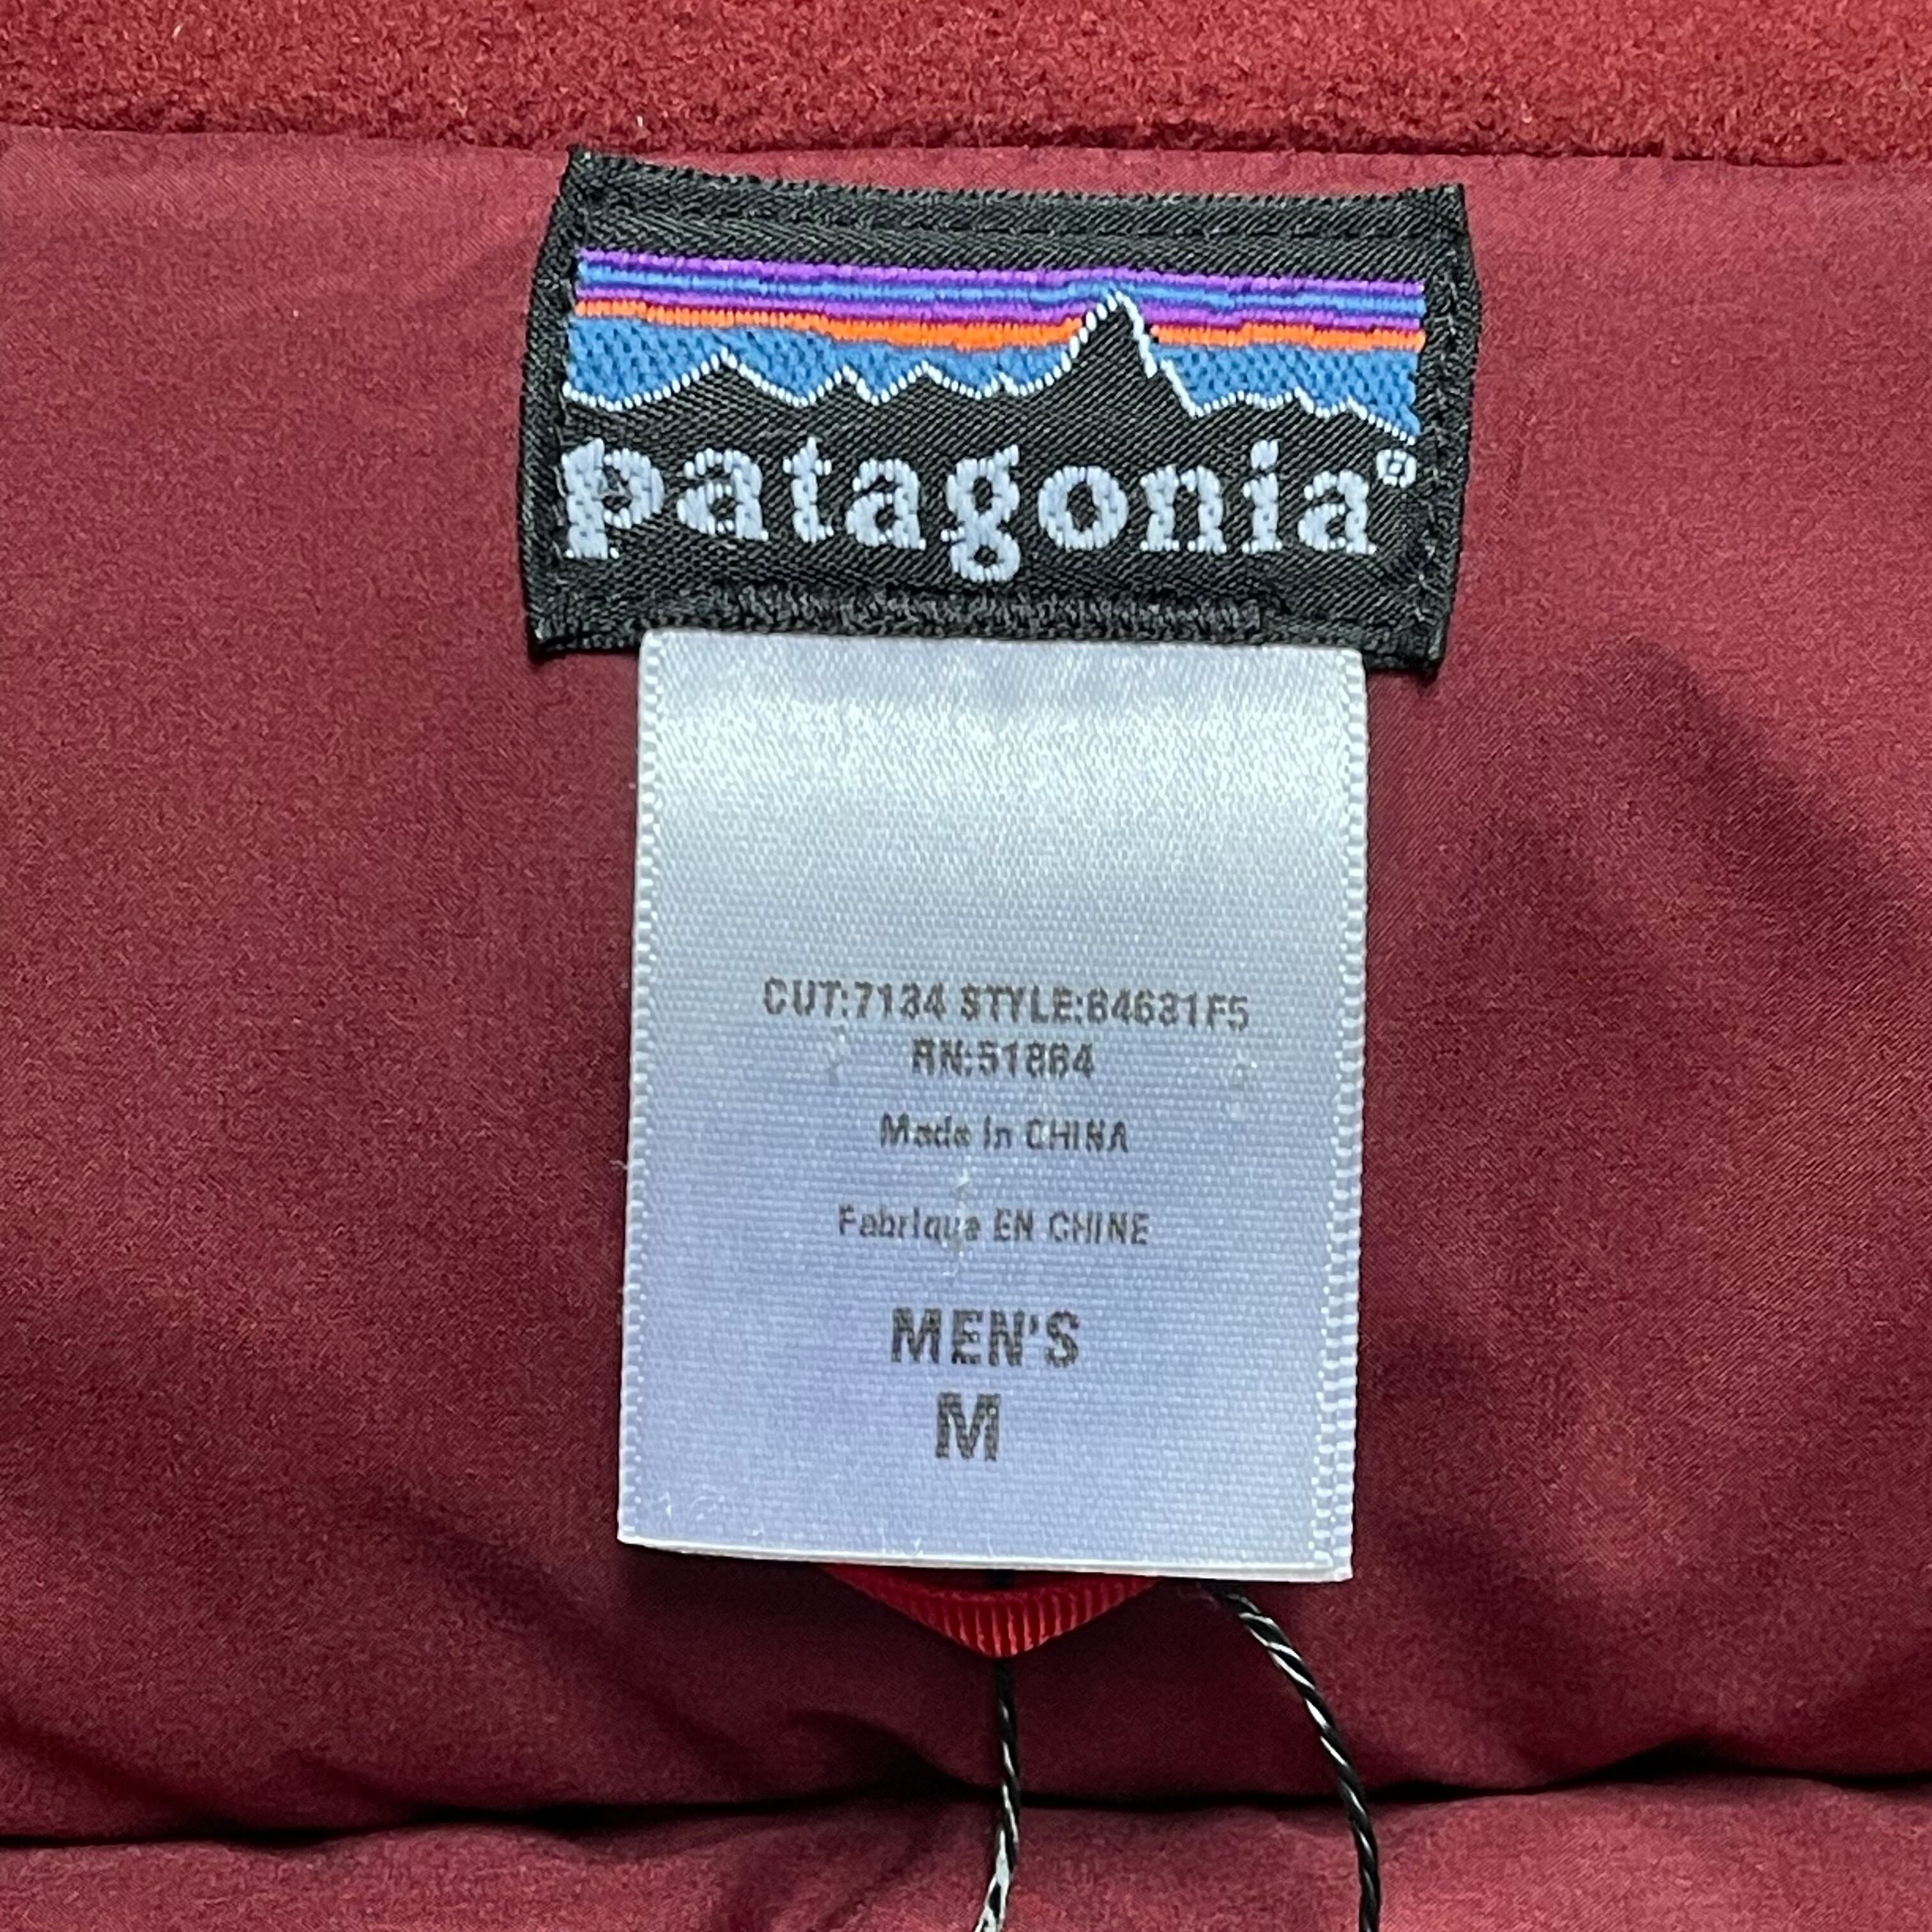 patagonia®
CUT:7134 STYLE:84631F5
RN:51884
Made in CHINA
Fabrique EN CHINE
MEN'S
M